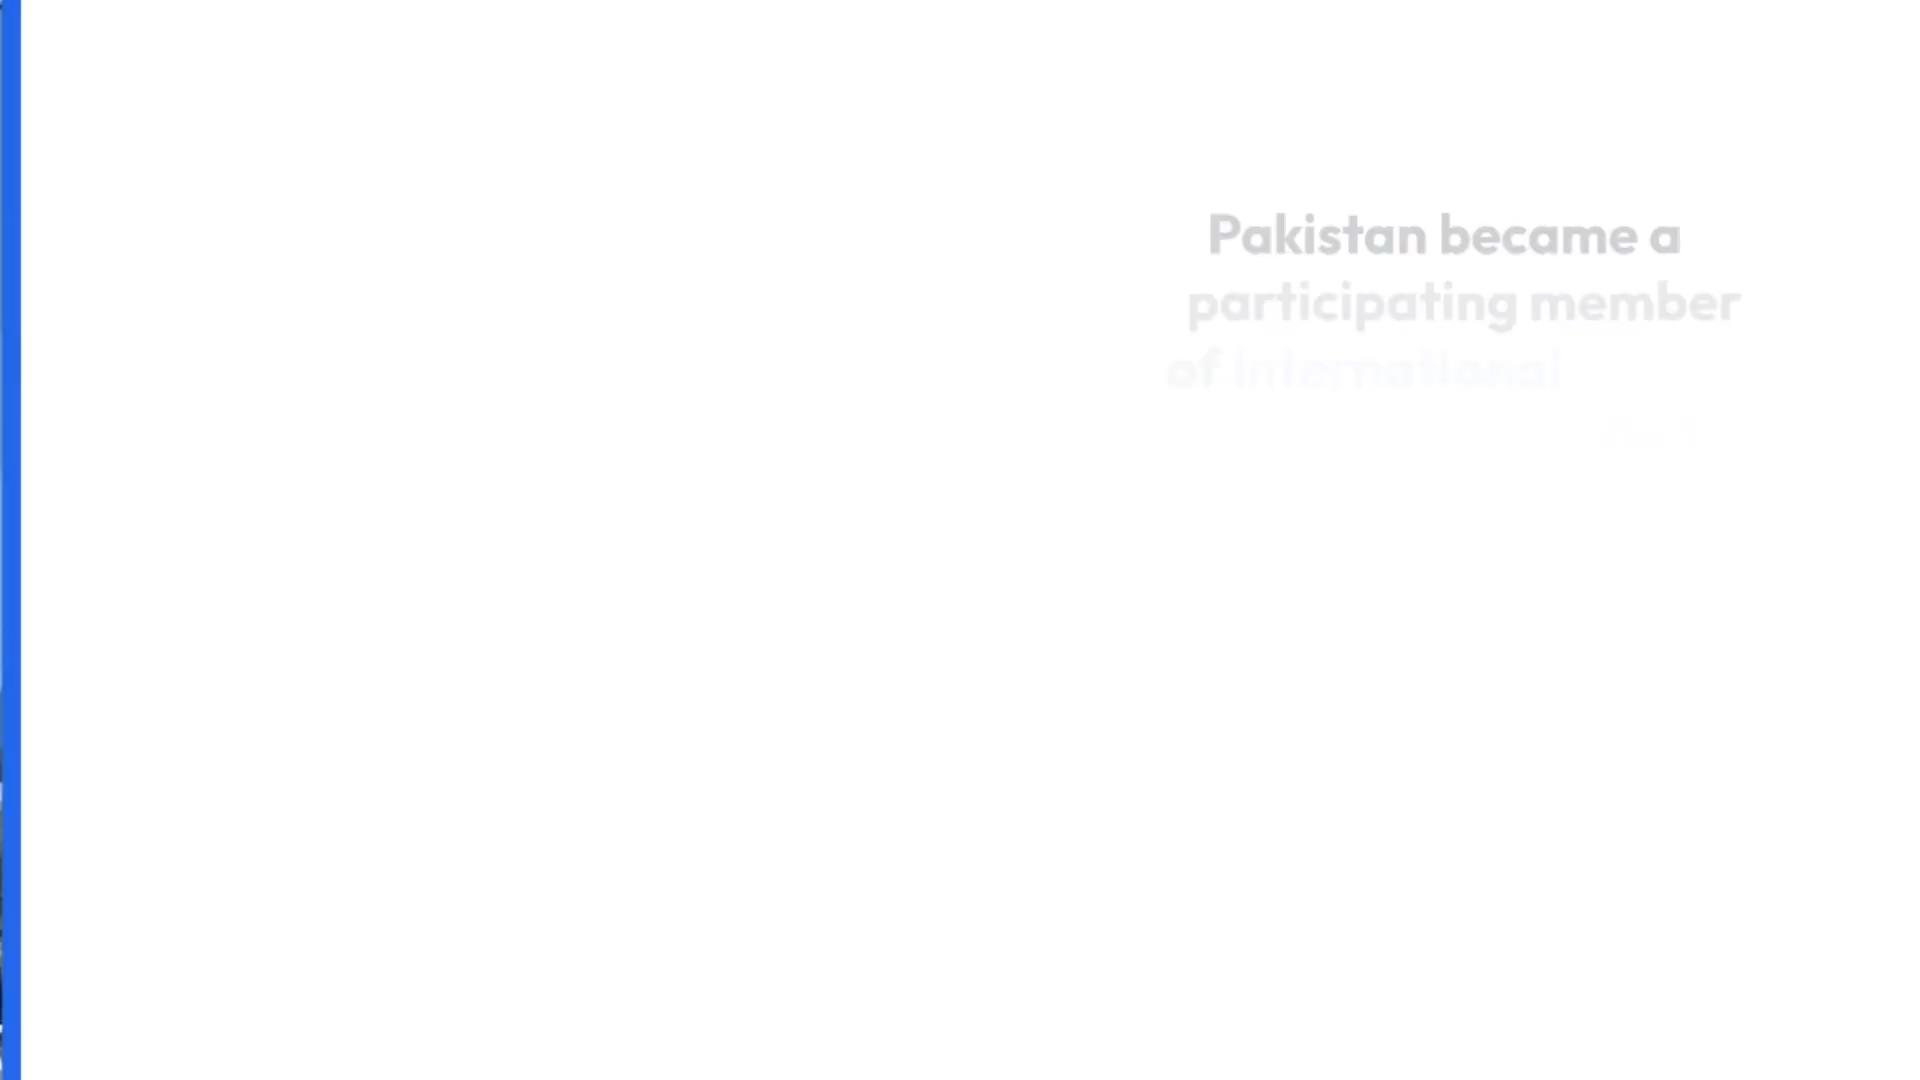 Pakistan became a
participating member
of International